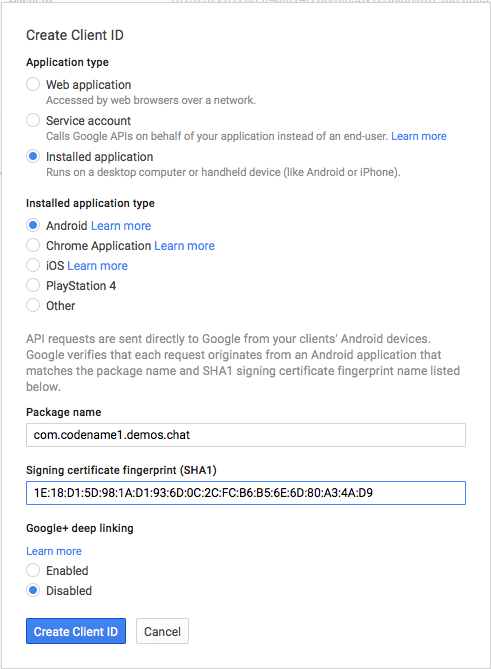 Create Client ID
Application type
Web application
Accessed by web browsers over a network.
Service account
Calls Google APIs on behalf of your application instead of an end-user. Learn more
Installed application
Runs on a desktop computer or handheld device (like Android or iPhone).
Installed application type
Android Learn more
Chrome Application Learn more
iOS Learn more
PlayStation 4
Other
API requests are sent directly to Google from your clients' Android devices.
Google verifies that each request originates from an Android application that
matches the package name and SHA1 signing certificate fingerprint name listed
below.
Package name
com.codename1.demos.chat
Signing certificate fingerprint (SHA1)
1E:18:D1:5D:98:1A:D1:93:6D:0C:2C:FC:B6:B5:6E:6D:80:A3:4A:D9
Google+ deep linking
Learn more
Enabled
Disabled
Create Client ID
Cancel